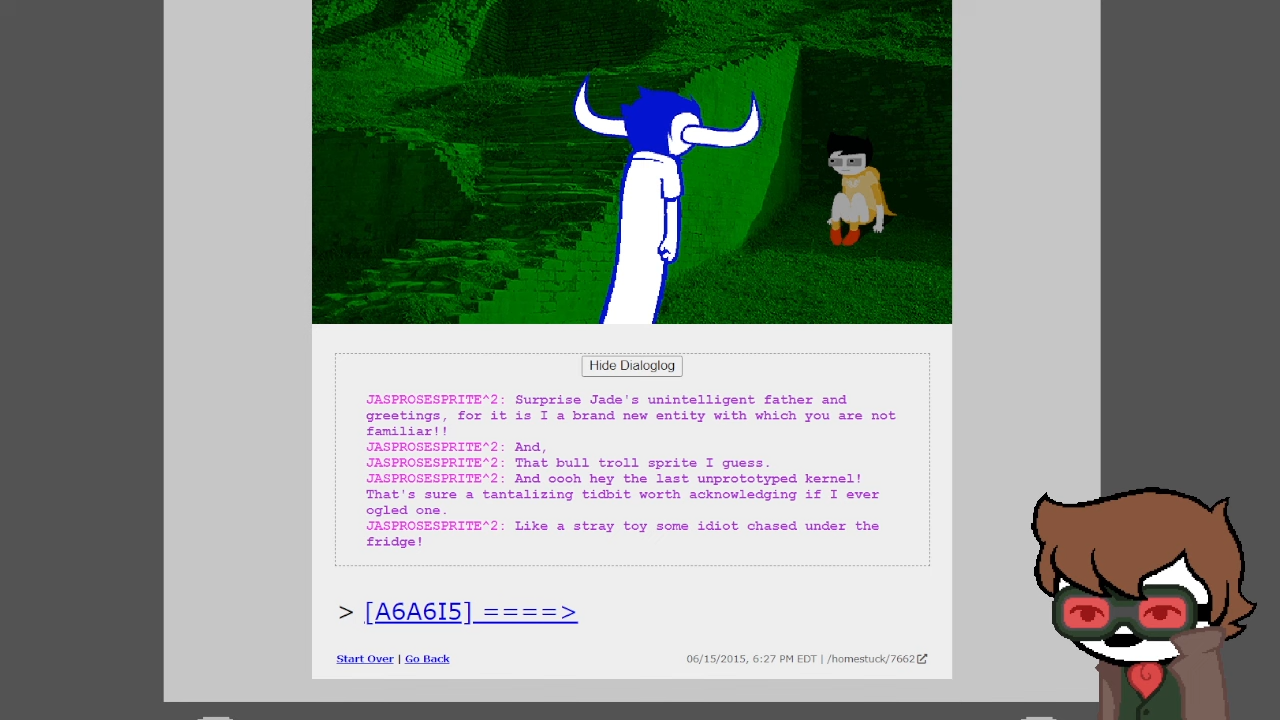 Hide Dialoglog
JASPROSESPRITE^2: Surprise Jade's unintelligent father and
greetings, for it is I a brand new entity with which you are not
familiar!!
JASPROSESPRITE^2: And,
JASPROSESPRITE^2: That bull troll sprite I guess.
JASPROSESPRITE^2: And oooh hey the last unprototyped kernel!
That's sure a tantalizing tidbit worth acknowledging if I ever
ogled one.
JASPROSESPRITE^2: Like a stray toy some idiot chased under the
fridge!
> [A6A6I5] ====>
Start Over | Go Back
06/15/2015, 6:27 PM EDT | /homestuck/7662